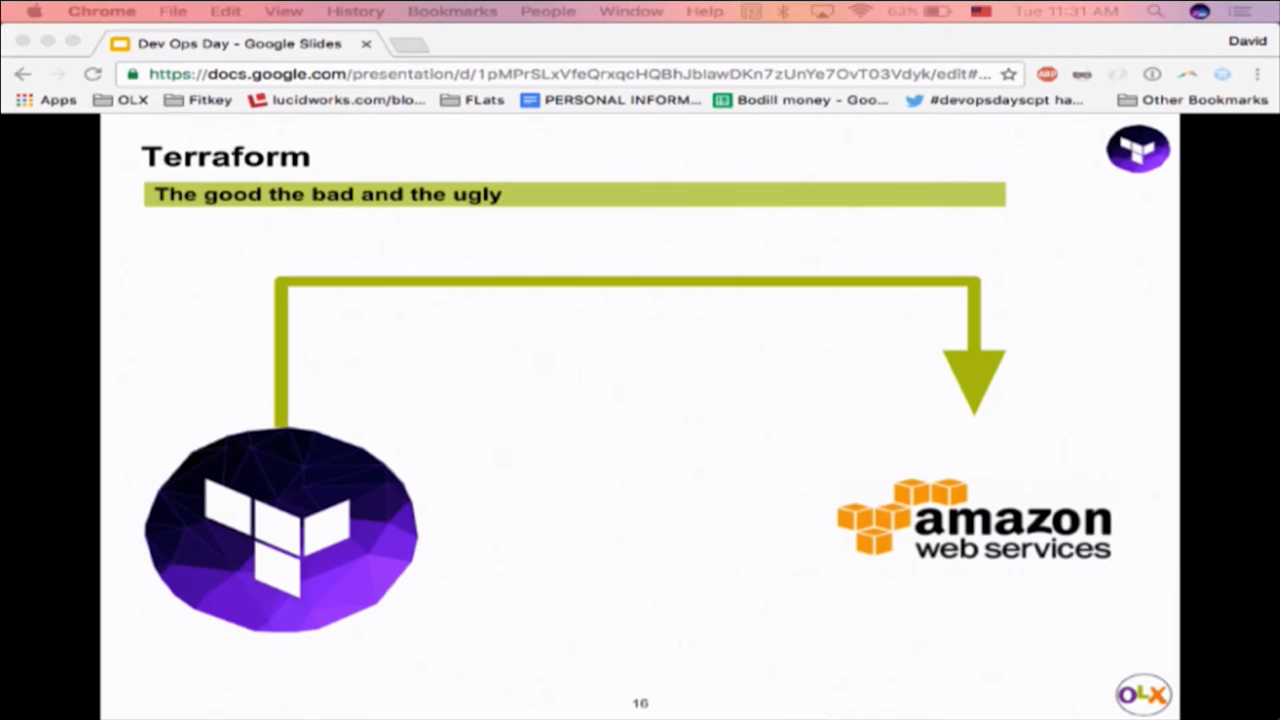 Chrome File Edit View History Bookmarks People Window Help 63% Tue 11:31 AM
Dev Ops Day - Google Slides
David
https://docs.google.com/presentation/d/1pMPrSLxVfeQrxqcHQBhJblawDKn7zUnYe7OvT03Vdyk/edit#...
ABP
Apps OLX Fitkey lucidworks.com/blo... FLats PERSONAL INFORM... Bodill money - Goo... #devopsdayscpt ha... Other Bookmarks
Terraform
The good the bad and the ugly
amazon
web services
16
OLX